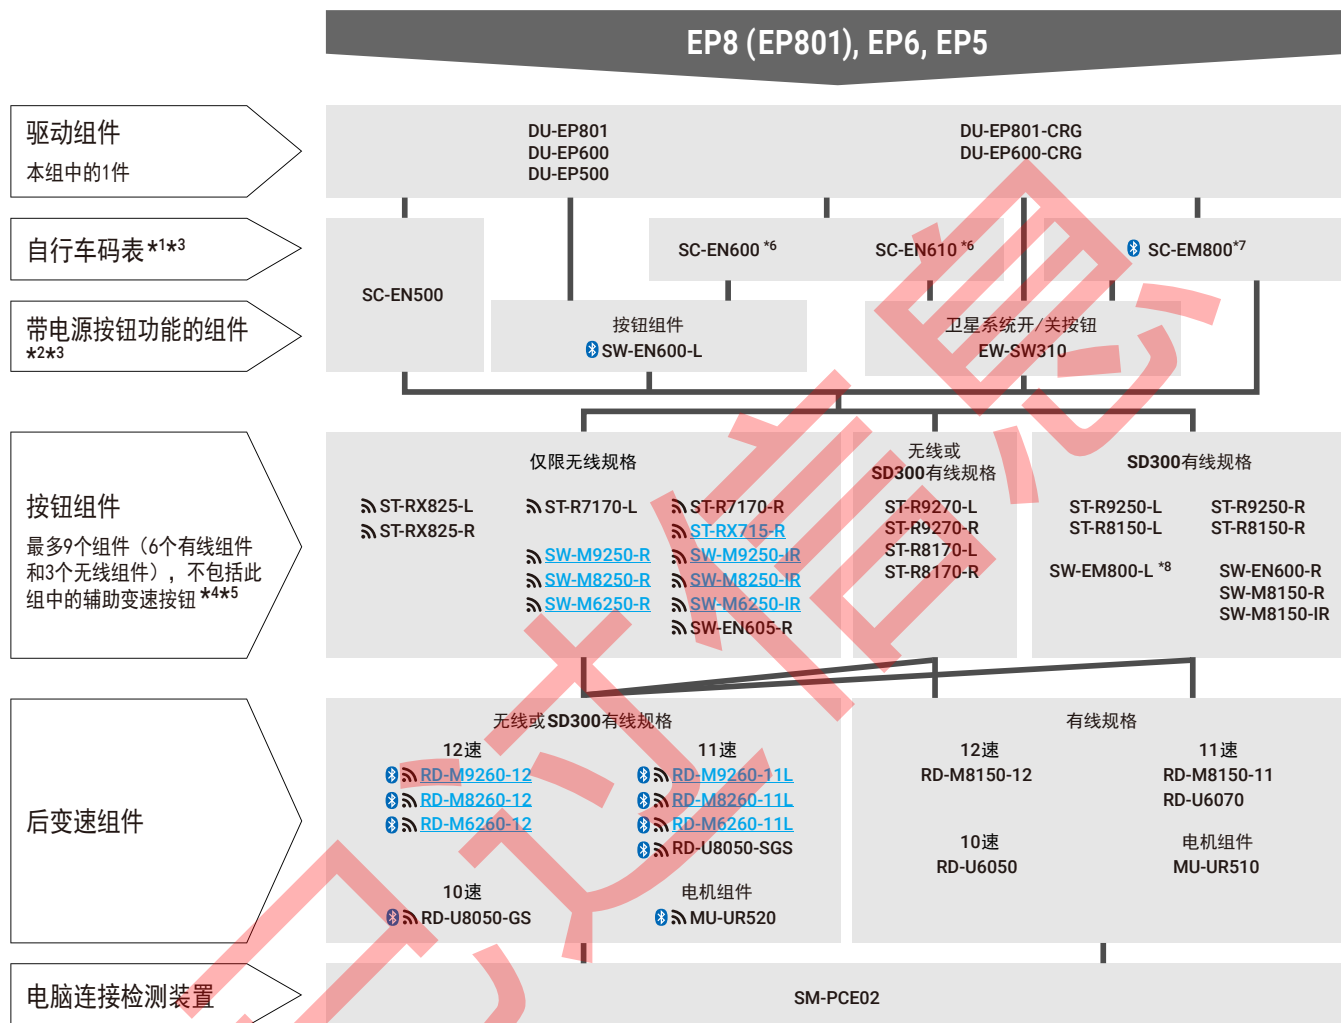 EP8 (EP801), EP6, EP5
驱动组件
本组中的1件
DU-EP801
DU-EP600
DU-EP500
DU-EP801-CRG
DU-EP600-CRG
自行车码表*1*3
SC-EN500
SC-EN600 *6
SC-EN610 *6
SC-EM800*7
带电源按钮功能的组件
*2*3
按钮组件
SW-EN600-L
卫星系统开/关按钮
EW-SW310
按钮组件
最多9个组件（6个有线组件
和3个无线组件），不包括此
组中的辅助变速按钮 *4*5
仅限无线规格
ST-RX825-L
ST-RX825-R
ST-R7170-L
SW-M9250-R
SW-M8250-R
SW-M6250-R
ST-R7170-R
ST-RX715-R
SW-M9250-IR
SW-M8250-IR
SW-M6250-IR
SW-EN605-R
无线或
SD300有线规格
ST-R9270-L
ST-R9270-R
ST-R8170-L
ST-R8170-R
SD300有线规格
ST-R9250-L
ST-R8150-L
SW-EM800-L *8
ST-R9250-R
ST-R8150-R
SW-EN600-R
SW-M8150-R
SW-M8150-IR
后变速组件
无线或SD300有线规格
12速
RD-M9260-12
RD-M8260-12
RD-M6260-12
11速
RD-M9260-11L
RD-M8260-11L
RD-M6260-11L
RD-U8050-SGS
10速
RD-U8050-GS
电机组件
MU-UR520
有线规格
12速
RD-M8150-12
11速
RD-M8150-11
RD-U6070
10速
RD-U6050
电机组件
MU-UR510
电脑连接检测装置
SM-PCE02
过信息